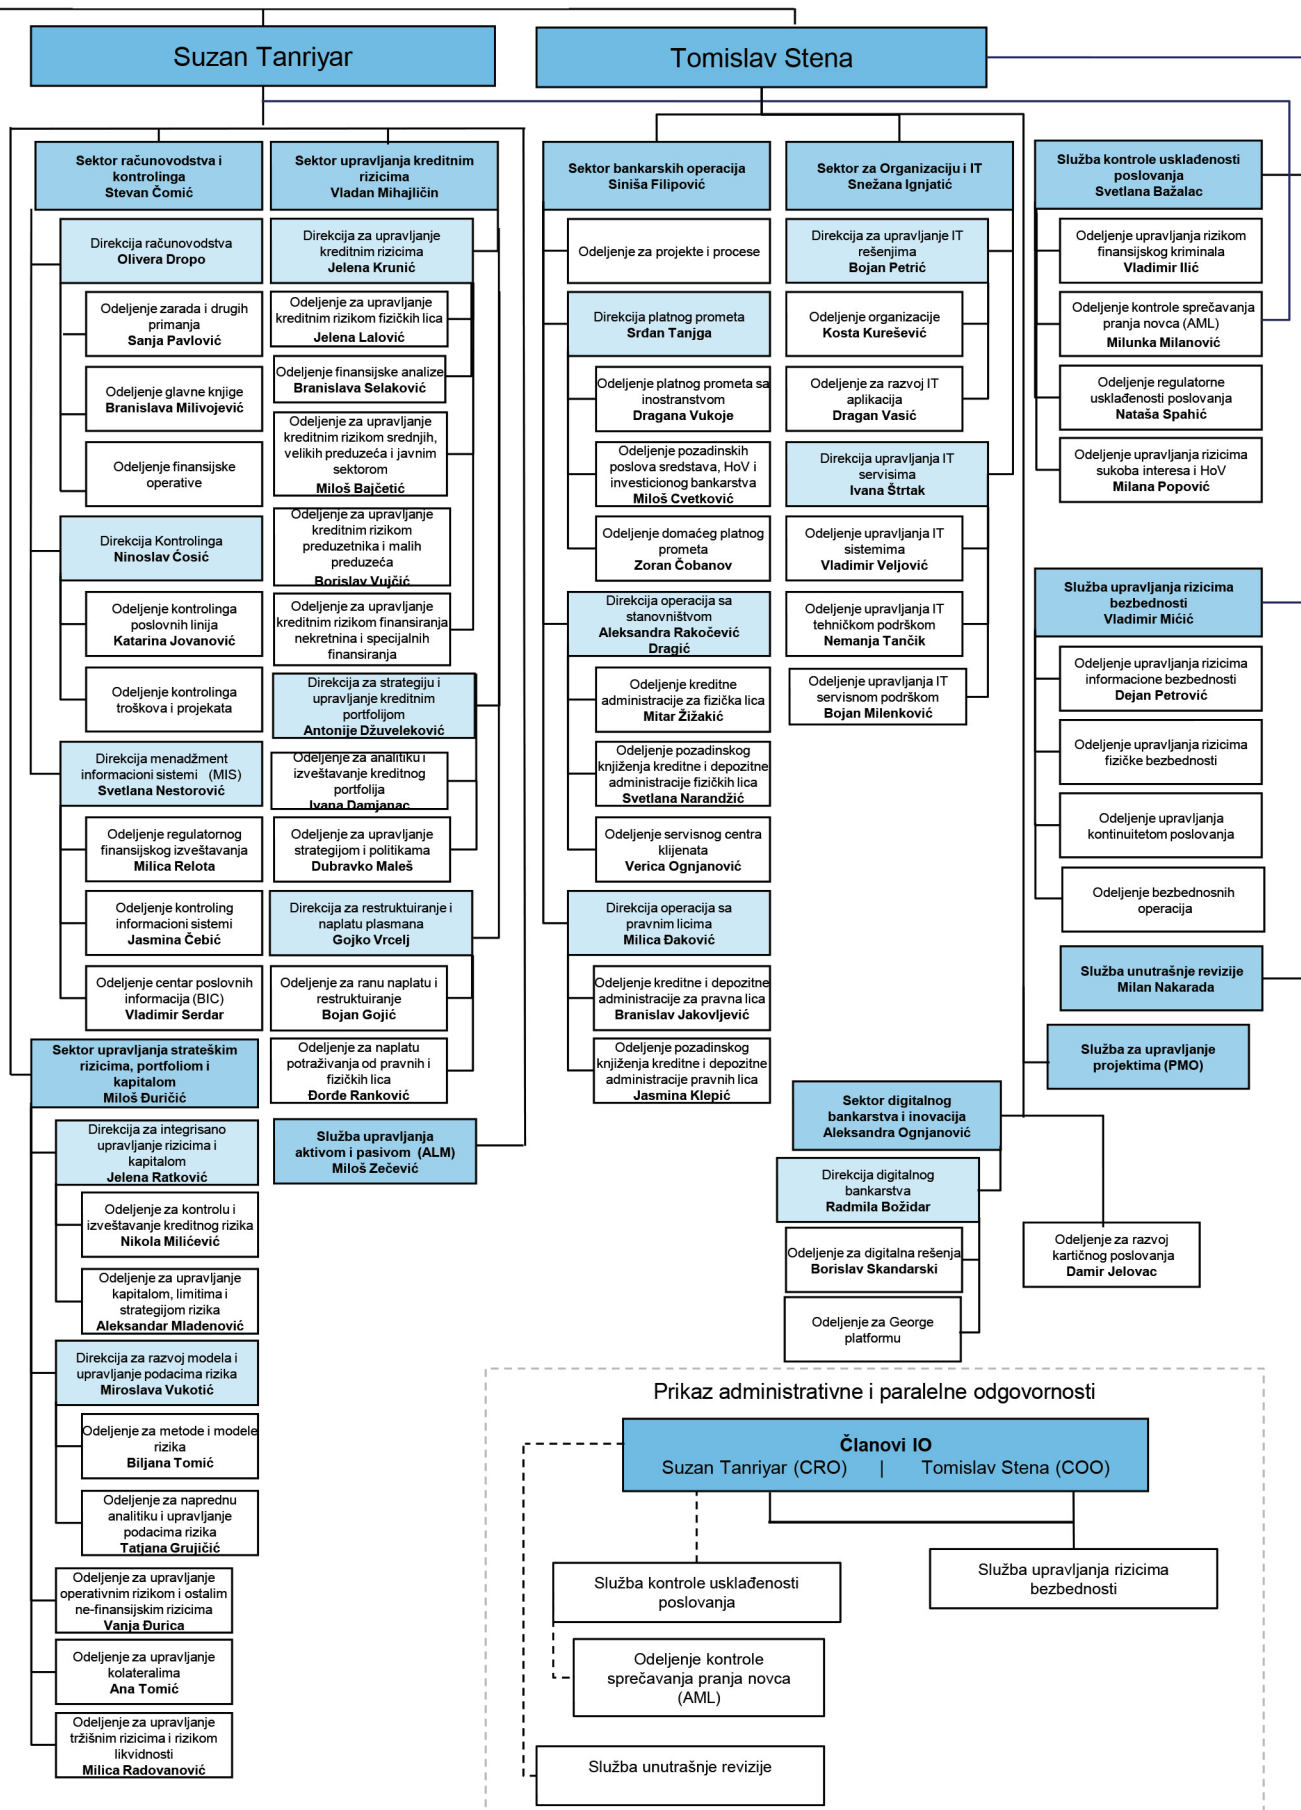 Suzan Tanriyar
Tomislav Stena
Sektor računovodstva i
kontrolinga
Stevan Čomić
Direkcija računovodstva
Olivera Dropo
Odeljenje zarada i drugih
primanja
Sanja Pavlović
Odeljenje glavne knjige
Branislava Milivojević
Odeljenje finansijske
operative
Direkcija Kontrolinga
Ninoslav Ćosić
Odeljenje kontrolinga
poslovnih linija
Katarina Jovanović
Odeljenje kontrolinga
troškova i projekata
Direkcija menadžment
informacioni sistemi (MIS)
Svetlana Nestorović
Odeljenje regulatornog
finansijskog izveštavanja
Milica Relota
Odeljenje kontroling
informacioni sistemi
Jasmina Čebić
Odeljenje centar poslovnih
informacija (BIC)
Vladimir Serdar
Sektor upravljanja strateškim
rizicima, portfoliom i
kapitalom
Miloš Đuričić
Direkcija za integrisano
upravljanje rizicima i
kapitalom
Jelena Ratković
Odeljenje za kontrolu i
izveštavanje kreditnog rizika
Nikola Milićević
Odeljenje za upravljanje
kapitalom, limitima i
strategijom rizika
Aleksandar Mladenović
Direkcija za razvoj modela i
upravljanje podacima rizika
Miroslava Vukotić
Odeljenje za metode i modele
rizika
Biljana Tomić
Odeljenje za naprednu
analitiku i upravljanje
podacima rizika
Tatjana Grujičić
Odeljenje za upravljanje
operativnim rizikom i ostalim
ne-finansijskim rizicima
Vanja Đurica
Odeljenje za upravljanje
kolateralima
Ana Tomić
Odeljenje za upravljanje
tržišnim rizicima i rizikom
likvidnosti
Milica Radovanović
Sektor upravljanja kreditnim
rizicima
Vladan Mihajličin
Direkcija za upravljanje
kreditnim rizicima
Jelena Krunić
Odeljenje za upravljanje
kreditnim rizikom fizičkih lica
Jelena Lalović
Odeljenje finansijske analize
Branislava Selaković
Odeljenje za upravljanje
kreditnim rizikom srednjih,
velikih preduzeća i javnim
sektorom
Miloš Bajčetić
Odeljenje za upravljanje
kreditnim rizikom
preduzetnika i malih
preduzeća
Borislav Vujčić
Odeljenje za upravljanje
kreditnim rizikom finansiranja
nekretnina i specijalnih
finansiranja
Direkcija za strategiju i
upravljanje kreditnim
portfolijom
Antonije Džuveleković
Odeljenje za analitiku i
izveštavanje kreditnog
portfolija
Ivana Damjanac
Odeljenje za upravljanje
strategijom i politikama
Dubravko Maleš
Direkcija za restruktuiranje i
naplatu plasmana
Gojko Vrcelj
Odeljenje za ranu naplatu i
restruktuiranje
Bojan Gojić
Odeljenje za naplatu
potraživanja od pravnih i
fizičkih lica
Đorđe Ranković
Služba upravljanja
aktivom i pasivom (ALM)
Miloš Zečević
Sektor bankarskih operacija
Siniša Filipović
Odeljenje za projekte i procese
Direkcija platnog prometa
Srđan Tanjga
Odeljenje platnog prometa sa
inostranstvom
Dragana Vukoje
Odeljenje pozadinskih
poslova sredstava, HoV i
investicionog bankarstva
Miloš Cvetković
Odeljenje domaćeg platnog
prometa
Zoran Čobanov
Direkcija operacija sa
stanovništvom
Aleksandra Rakočević
Dragić
Odeljenje kreditne
administracije za fizička lica
Mitar Žižakić
Odeljenje pozadinskog
knjiženja kreditne i depozitne
administracije fizičkih lica
Svetlana Narandžić
Odeljenje servisnog centra
klijenata
Verica Ognjanović
Direkcija operacija sa
pravnim licima
Milica Đaković
Odeljenje kreditne i depozitne
administracije za pravna lica
Branislav Jakovljević
Odeljenje pozadinskog
knjiženja kreditne i depozitne
administracije pravnih lica
Jasmina Klepić
Sektor za Organizaciju i IT
Snežana Ignjatić
Direkcija za upravljanje IT
rešenjima
Bojan Petrić
Odeljenje organizacije
Kosta Kurešević
Odeljenje za razvoj IT
aplikacija
Dragan Vasić
Direkcija upravljanja IT
servisima
Ivana Štrtak
Odeljenje upravljanja IT
sistemima
Vladimir Veljović
Odeljenje upravljanja IT
tehničkom podrškom
Nemanja Tančik
Odeljenje upravljanja IT
servisnom podrškom
Bojan Milenković
Služba kontrole usklađenosti
poslovanja
Svetlana Bažalac
Odeljenje upravljanja rizikom
finansijskog kriminala
Vladimir Ilić
Odeljenje kontrole sprečavanja
pranja novca (AML)
Milunka Milanović
Odeljenje regulatorne
usklađenosti poslovanja
Nataša Spahić
Odeljenje upravljanja rizicima
sukoba interesa i HoV
Milana Popović
Služba upravljanja rizicima
bezbednosti
Vladimir Mićić
Odeljenje upravljanja rizicima
informacione bezbednosti
Dejan Petrović
Odeljenje upravljanja rizicima
fizičke bezbednosti
Odeljenje upravljanja
kontinuitetom poslovanja
Odeljenje bezbednosnih
operacija
Služba unutrašnje revizije
Milan Nakarada
Služba za upravljanje
projektima (PMO)
Sektor digitalnog
bankarstva i inovacija
Aleksandra Ognjanović
Direkcija digitalnog
bankarstva
Radmila Božidar
Odeljenje za digitalna rešenja
Borislav Skandarski
Odeljenje za George
platformu
Odeljenje za razvoj
kartičnog poslovanja
Damir Jelovac
Prikaz administrativne i paralelne odgovornosti
Članovi IO
Suzan Tanriyar (CRO) | Tomislav Stena (COO)
Služba kontrole usklađenosti
poslovanja
Služba upravljanja rizicima
bezbednosti
Odeljenje kontrole
sprečavanja pranja novca
(AML)
Služba unutrašnje revizije